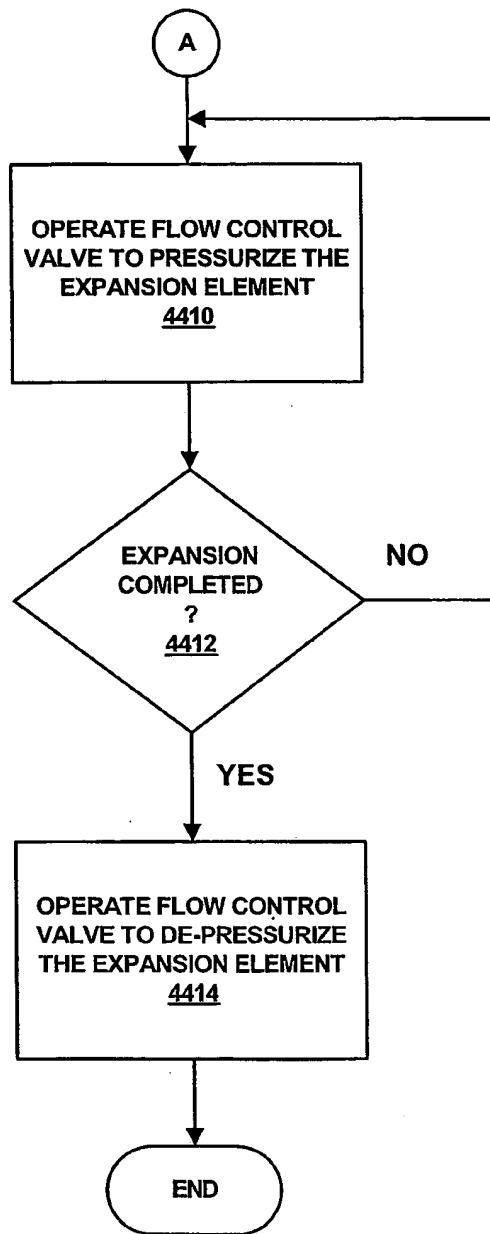 A
OPERATE FLOW CONTROL
VALVE TO PRESSURIZE THE
EXPANSION ELEMENT
4410
EXPANSION
COMPLETED
?
4412
NO
YES
OPERATE FLOW CONTROL
VALVE TO DE-PRESSURIZE
THE EXPANSION ELEMENT
4414
END